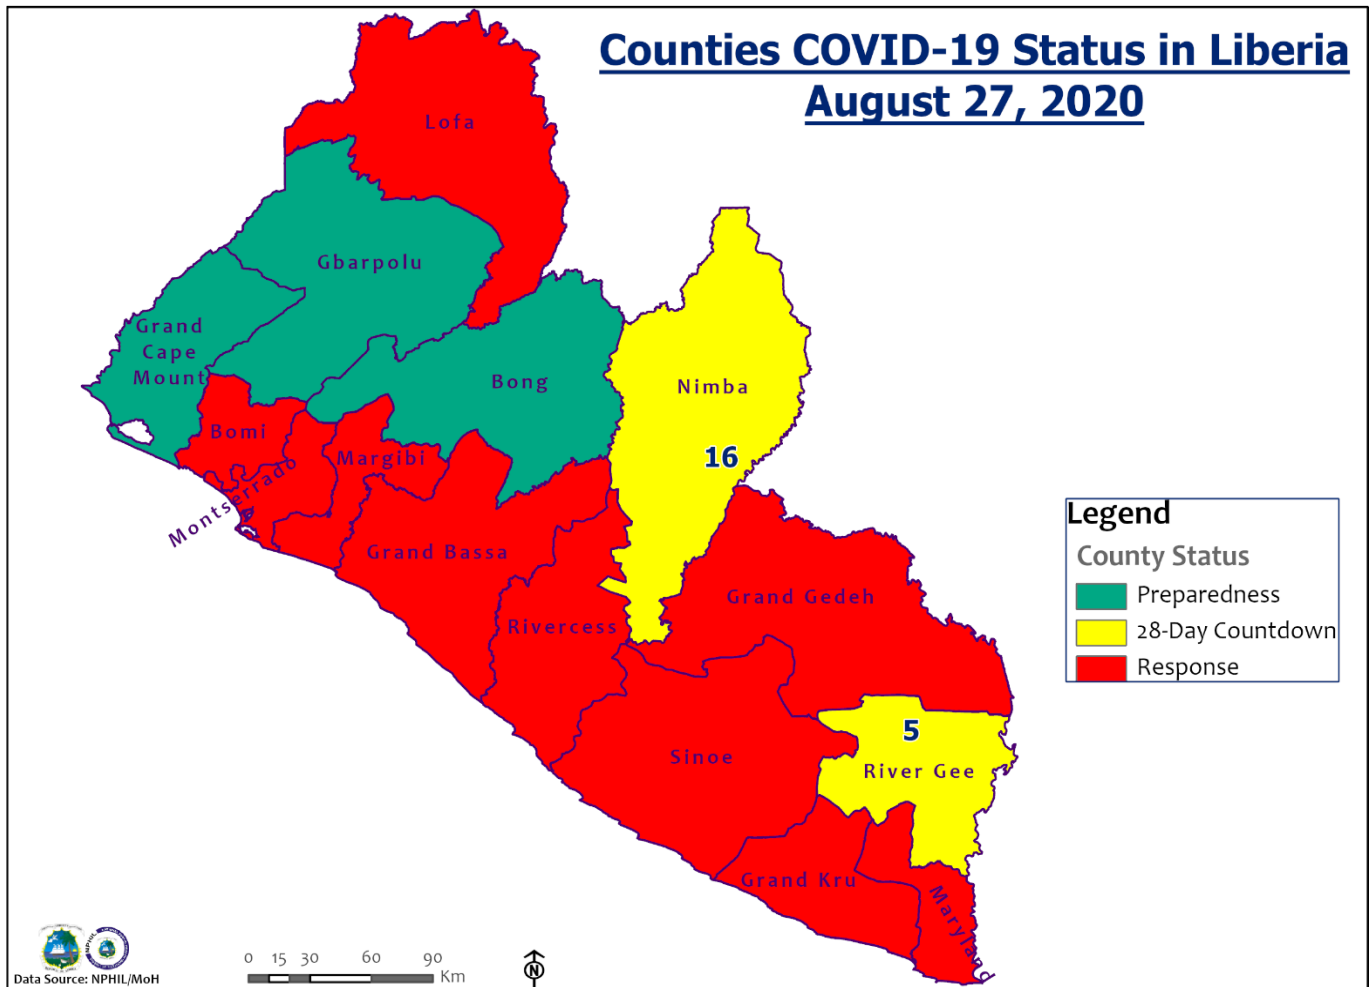 Counties COVID-19 Status in Liberia
August 27, 2020
Lofa
Gbarpolu
Grand
Cape
Mount
Bong
Nimba
16
Bomi
Margibi
Montserrado
Grand Bassa
Rivercess
Grand Gedeh
Sinoe
5
River Gee
Grand Kru
Maryland
Legend
County Status
Preparedness
28-Day Countdown
Response
Data Source: NPHIL/MoH
0 15 30 60 90
Km
N